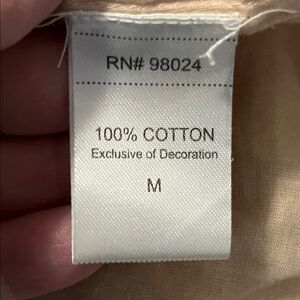 RN# 98024
100% COTTON
Exclusive of Decoration
M